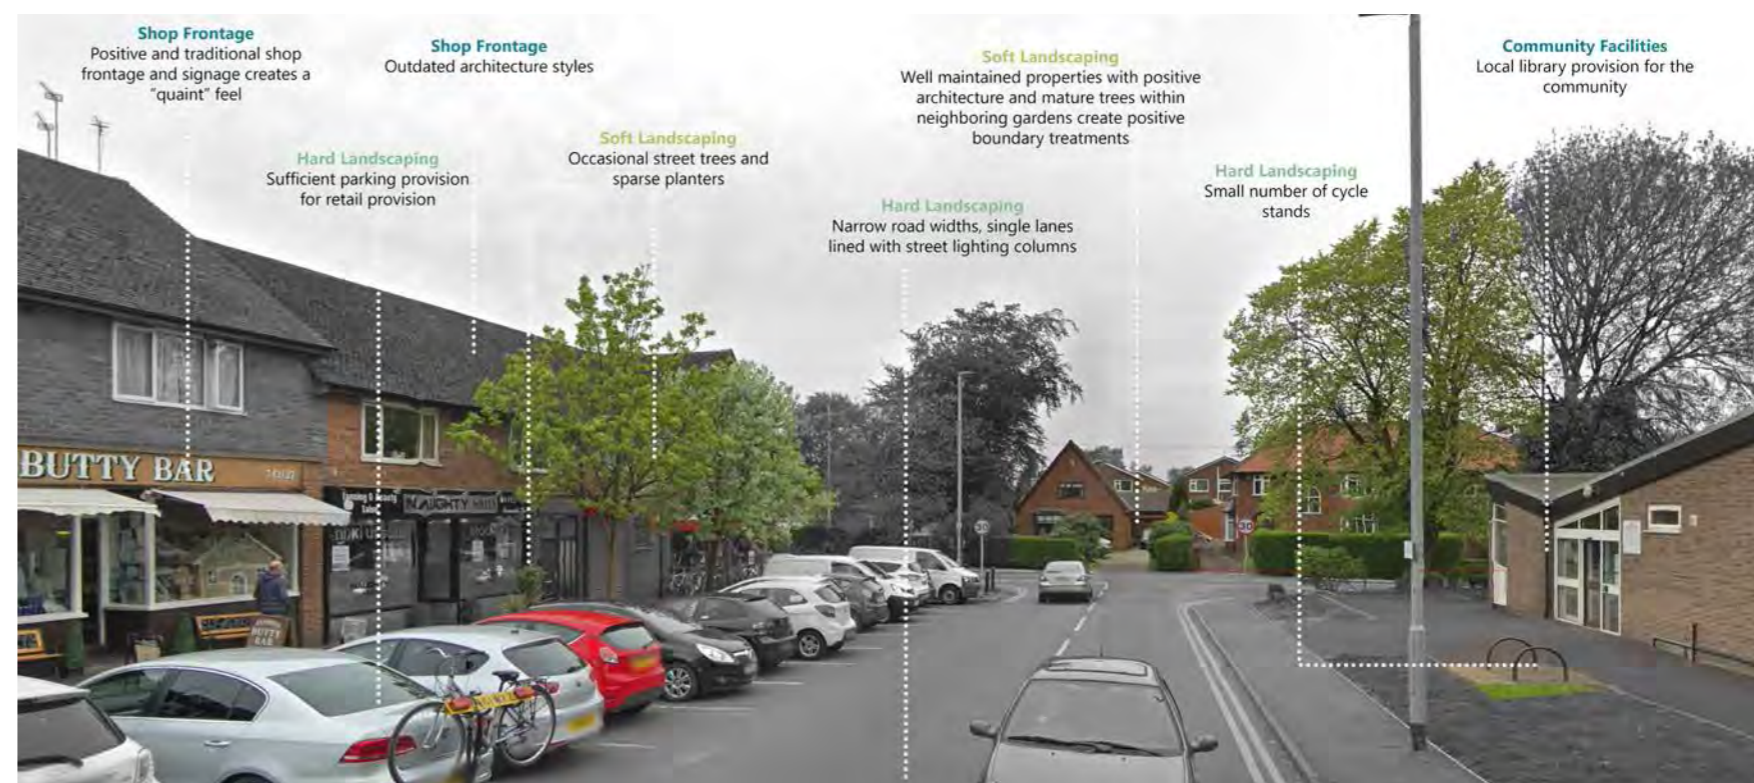 Shop Frontage
Positive and traditional shop
frontage and signage creates a
"quaint" feel
Shop Frontage
Outdated architecture styles
Hard Landscaping
Sufficient parking provision
for retail provision
Soft Landscaping
Occasional street trees and
sparse planters
Soft Landscaping
Well maintained properties with positive
architecture and mature trees within
neighboring gardens create positive
boundary treatments
Hard Landscaping
Narrow road widths, single lanes
lined with street lighting columns
Hard Landscaping
Small number of cycle
stands
Community Facilities
Local library provision for the
community
BUTTY BAR
NAUGHTY
30
30
BUTTY
BAR